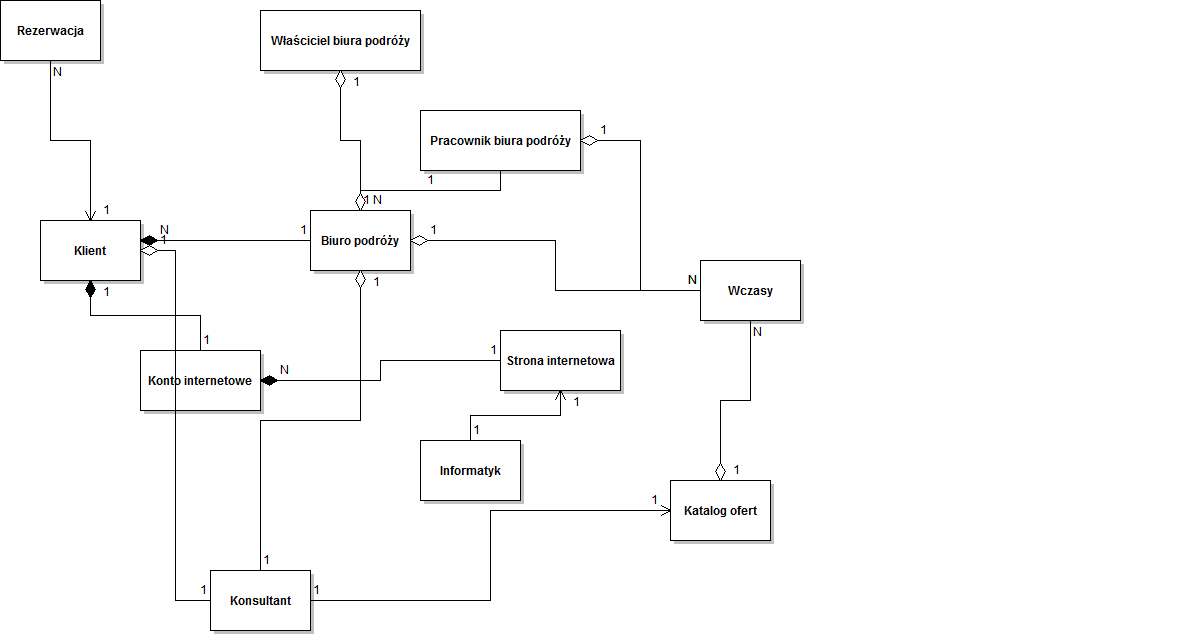 Rezerwacja
Właściciel biura podróży
N
1
Pracownik biura podróży
1
1
1 N
1
N
1
1
1
Klient
Biuro podróży
1
1
N
Wczasy
1
1
N
1
Strona internetowa
N
Konto internetowe
1
1
Informatyk
1
1
Katalog ofert
1
1
1
Konsultant